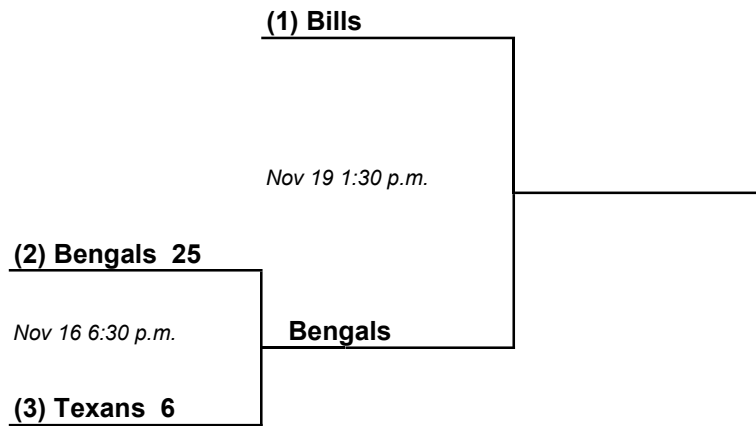 (1) Bills
Nov 19 1:30 p.m.
(2) Bengals 25
Nov 16 6:30 p.m.
Bengals
(3) Texans 6